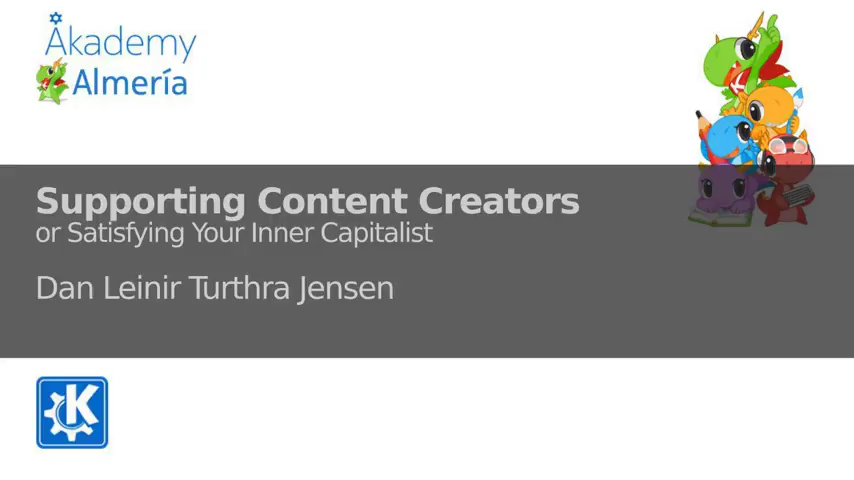 Akademy
Almería
Supporting Content Creators
or Satisfying Your Inner Capitalist
Dan Leinir Turthra Jensen
K